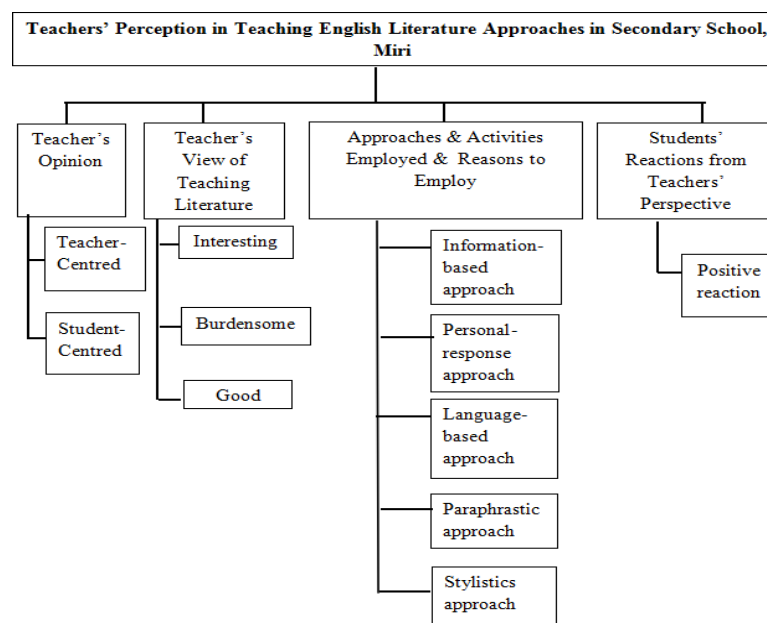 Teachers' Perception in Teaching English Literature Approaches in Secondary School,
Miri
Teacher's
Opinion
Teacher-
Centred
Student-
Centred
Teacher's
View of
Teaching
Literature
Interesting
Burdensome
Good
Approaches & Activities
Employed & Reasons to
Employ
Information-
based
approach
Personal-
response
approach
Language-
based
approach
Paraphrastic
approach
Stylistics
approach
Students'
Reactions from
Teachers'
Perspective
Positive
reaction